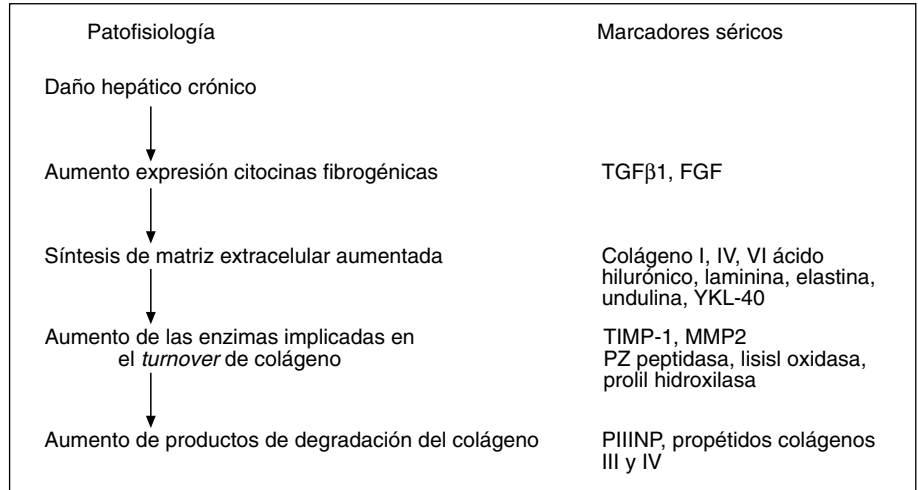 Patofisiología
Marcadores séricos
Daño hepático crónico
Aumento expresión citocinas fibrogénicas
TGFβ1, FGF
Síntesis de matriz extracelular aumentada
Colágeno I, IV, VI ácido
hilurónico, laminina, elastina,
undulina, YKL-40
Aumento de las enzimas implicadas en
el turnover de colágeno
TIMP-1, MMP2
PZ peptidasa, lisisl oxidasa,
prolil hidroxilasa
Aumento de productos de degradación del colágeno
PIIINP, propétidos colágenos
III y IV